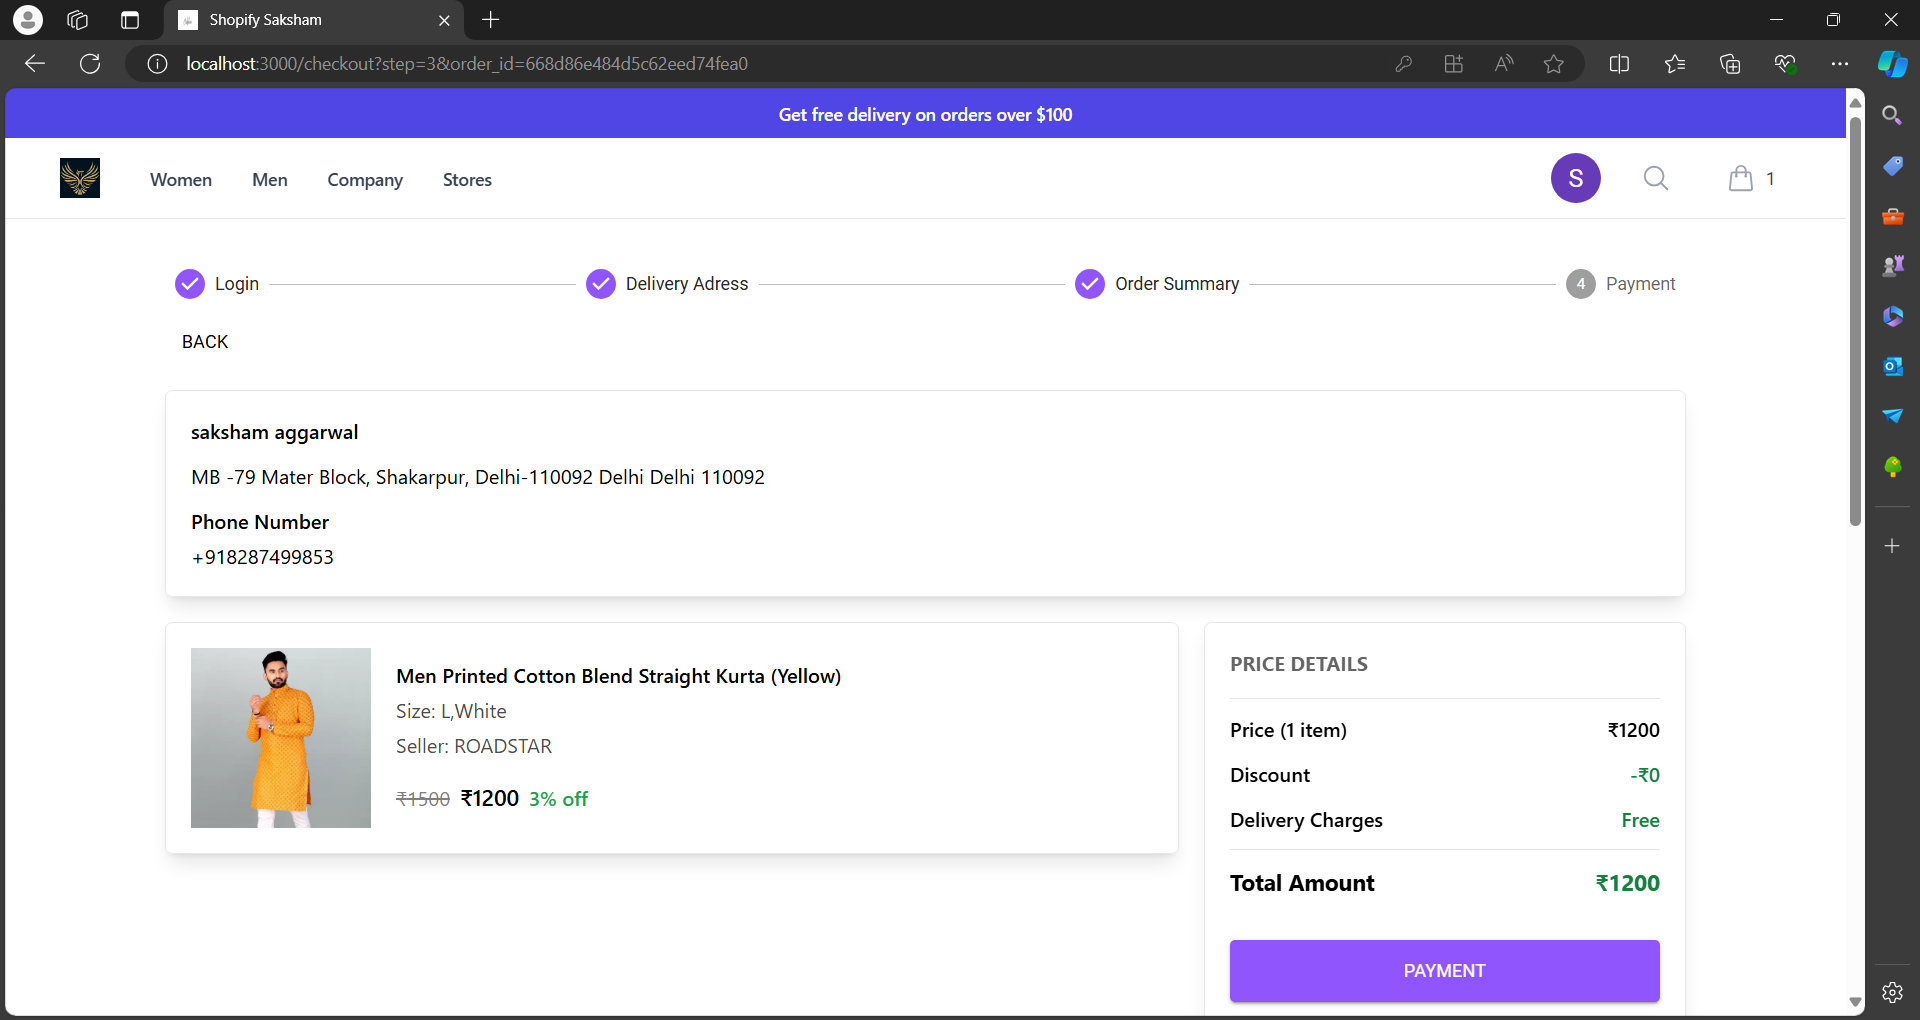 Shopify Saksham
localhost:3000/checkout?step=3&order_id=668d86e484d5c62eed74fea0
Get free delivery on orders over $100
Women Men Company Stores S 1
Login Delivery Adress Order Summary 4 Payment
BACK
saksham aggarwal
MB -79 Mater Block, Shakarpur, Delhi-110092 Delhi Delhi 110092
Phone Number
+918287499853
Men Printed Cotton Blend Straight Kurta (Yellow)
Size: L,White
Seller: ROADSTAR
₹1500 ₹1200 3% off
PRICE DETAILS
Price (1 item) ₹1200
Discount -₹0
Delivery Charges Free
Total Amount ₹1200
PAYMENT